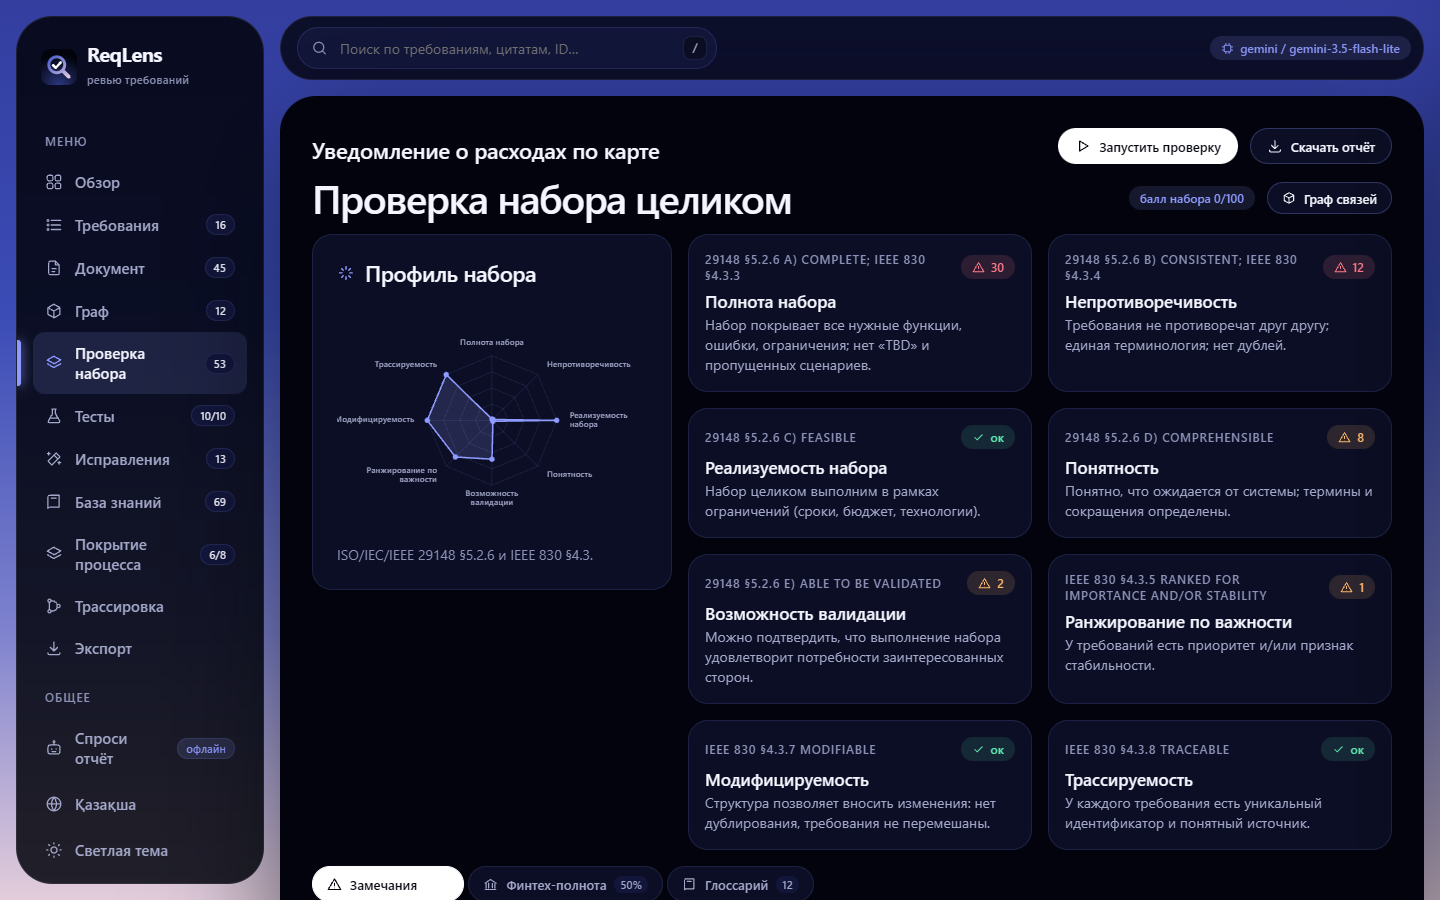 ReqLens
ревью требований
МЕНЮ
Обзор
Требования 16
Документ 45
Граф 12
Проверка
набора 53
Тесты 10/10
Исправления 13
База знаний 69
Покрытие
процесса 6/8
Трассировка
Экспорт
ОБЩЕЕ
Спроси
отчёт офлайн
Қазақша
Светлая тема
Поиск по требованиям, цитатам, ID... /
gemini / gemini-3.5-flash-lite
Уведомление о расходах по карте
Запустить проверку
Скачать отчёт
Проверка набора целиком
балл набора 0/100
Граф связей
Профиль набора
Полнота набора
Непротиворечивость
Реализуемость
набора
Понятность
Возможность
валидации
Ранжирование по
важности
Модифицируемость
Трассируемость
ISO/IEC/IEEE 29148 §5.2.6 и IEEE 830 §4.3.
29148 §5.2.6 A) COMPLETE; IEEE 830
§4.3.3
30
Полнота набора
Набор покрывает все нужные функции,
ошибки, ограничения; нет «TBD» и
пропущенных сценариев.
29148 §5.2.6 B) CONSISTENT; IEEE 830
§4.3.4
12
Непротиворечивость
Требования не противоречат друг другу;
единая терминология; нет дублей.
29148 §5.2.6 C) FEASIBLE
ок
Реализуемость набора
Набор целиком выполним в рамках
ограничений (сроки, бюджет, технологии).
29148 §5.2.6 D) COMPREHENSIBLE
8
Понятность
Понятно, что ожидается от системы; термины и
сокращения определены.
29148 §5.2.6 E) ABLE TO BE VALIDATED
2
Возможность валидации
Можно подтвердить, что выполнение набора
удовлетворит потребности заинтересованных
сторон.
IEEE 830 §4.3.5 RANKED FOR
IMPORTANCE AND/OR STABILITY
1
Ранжирование по важности
У требований есть приоритет и/или признак
стабильности.
IEEE 830 §4.3.7 MODIFIABLE
ок
Модифицируемость
Структура позволяет вносить изменения: нет
дублирования, требования не перемешаны.
IEEE 830 §4.3.8 TRACEABLE
ок
Трассируемость
У каждого требования есть уникальный
идентификатор и понятный источник.
Замечания
Финтех-полнота 50%
Глоссарий 12